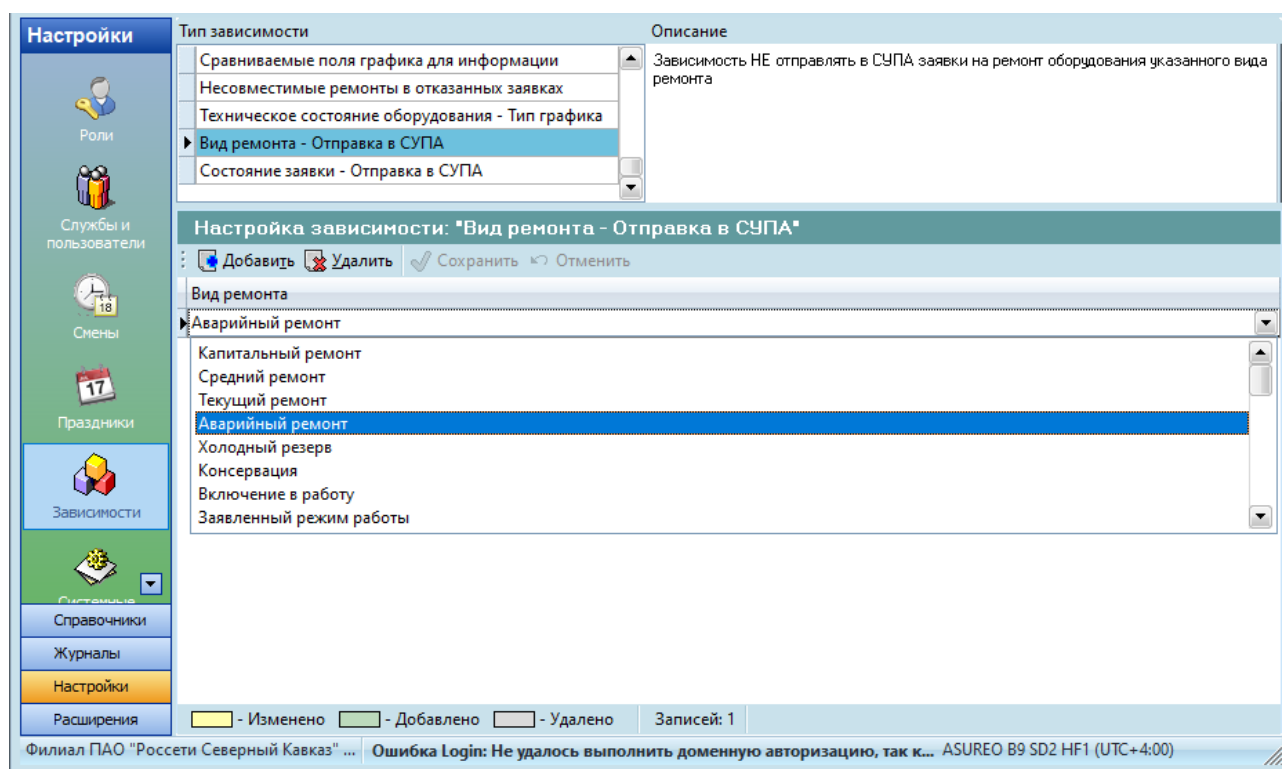 Настройки
Роли
Службы и
пользователи
18
Смены
17
Праздники
Зависимости
Справочники
Журналы
Настройки
Расширения
Тип зависимости
Сравниваемые поля графика для информации
Несовместимые ремонты в отказанных заявках
Техническое состояние оборудования - Тип графика
Вид ремонта - Отправка в СУПА
Состояние заявки - Отправка в СУПА
Описание
Зависимость НЕ отправлять в СУПА заявки на ремонт оборудования указанного вида
ремонта
Настройка зависимости: "Вид ремонта - Отправка в СУПА"
Добавить Удалить Сохранить Отменить
Вид ремонта
Аварийный ремонт
Капитальный ремонт
Средний ремонт
Текущий ремонт
Аварийный ремонт
Холодный резерв
Консервация
Включение в работу
Заявленный режим работы
- Изменено - Добавлено - Удалено Записей: 1
Филиал ПАО "Россети Северный Кавказ" ... Ошибка Login: Не удалось выполнить доменную авторизацию, так к... ASUREO B9 SD2 HF1 (UTC+4:00)